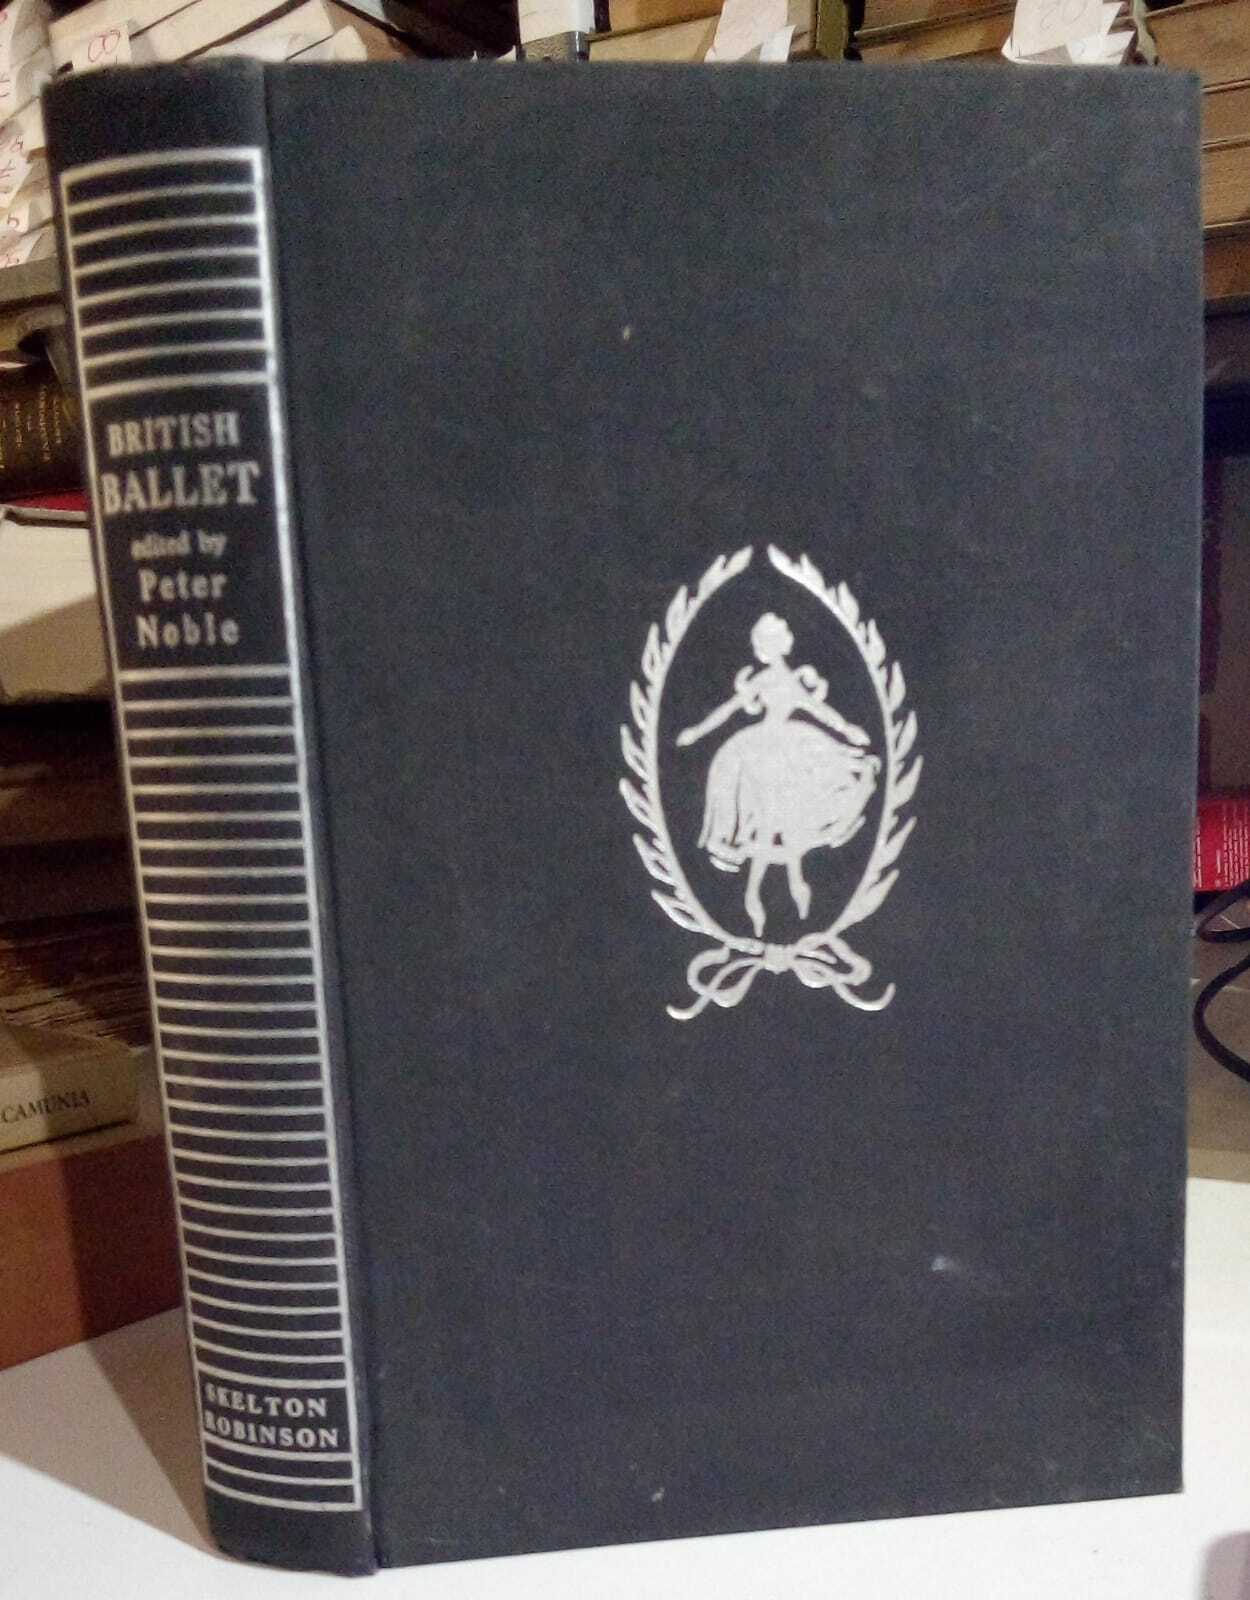 BRITISH
BALLET
edited by
Peter
Noble
SKELTON
ROBINSON
CAMUNIA